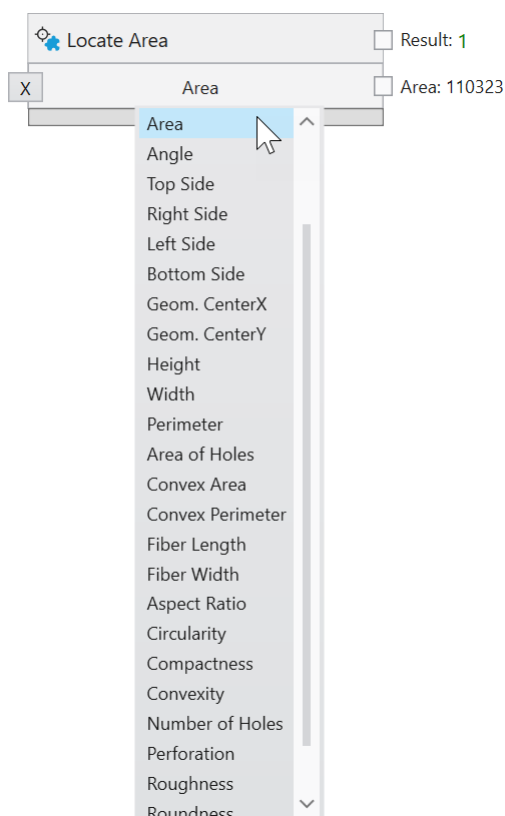 Locate Area
Result: 1
X
Area
Area: 110323
Area
Angle
Top Side
Right Side
Left Side
Bottom Side
Geom. CenterX
Geom. CenterY
Height
Width
Perimeter
Area of Holes
Convex Area
Convex Perimeter
Fiber Length
Fiber Width
Aspect Ratio
Circularity
Compactness
Convexity
Number of Holes
Perforation
Roughness
Roundness